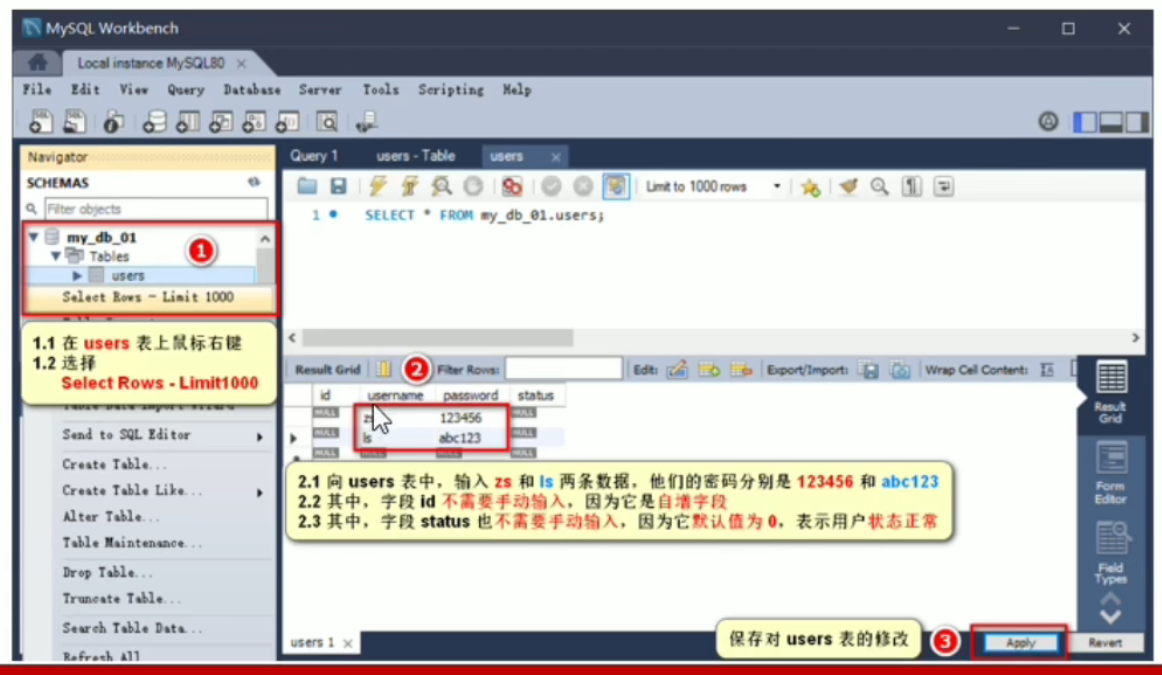 MySQL Workbench
Local instance MySQL80
File Edit View Query Database Server Tools Scripting Help
Navigator
Query 1 users - Table users
SCHEMAS
Limit to 1000 rows
Filter objects
1 SELECT * FROM my_db_01.users;
my_db_01
1
Tables
users
Select Rows - Limit 1000
1.1 在 users 表上鼠标右键
1.2 选择
Select Rows - Limit1000
Result Grid 2 Filter Rows: Edit: Export/Import: Wrap Cell Content:
id username password status
NULL zs 123456 NULL
NULL ls abc123 NULL
NULL NULL NULL NULL
Result
Grid
Table Data Import Wizard
Send to SQL Editor
Create Table...
Create Table Like...
Alter Table...
Table Maintenance...
Drop Table...
Truncate Table...
Search Table Data...
Refresh All
2.1 向 users 表中，输入 zs 和 ls 两条数据，他们的密码分别是 123456 和 abc123
2.2 其中，字段 id 不需要手动输入，因为它是自增字段
2.3 其中，字段 status 也不需要手动输入，因为它默认值为 0，表示用户状态正常
Form
Editor
Field
Types
users 1
保存对 users 表的修改 3 Apply Revert